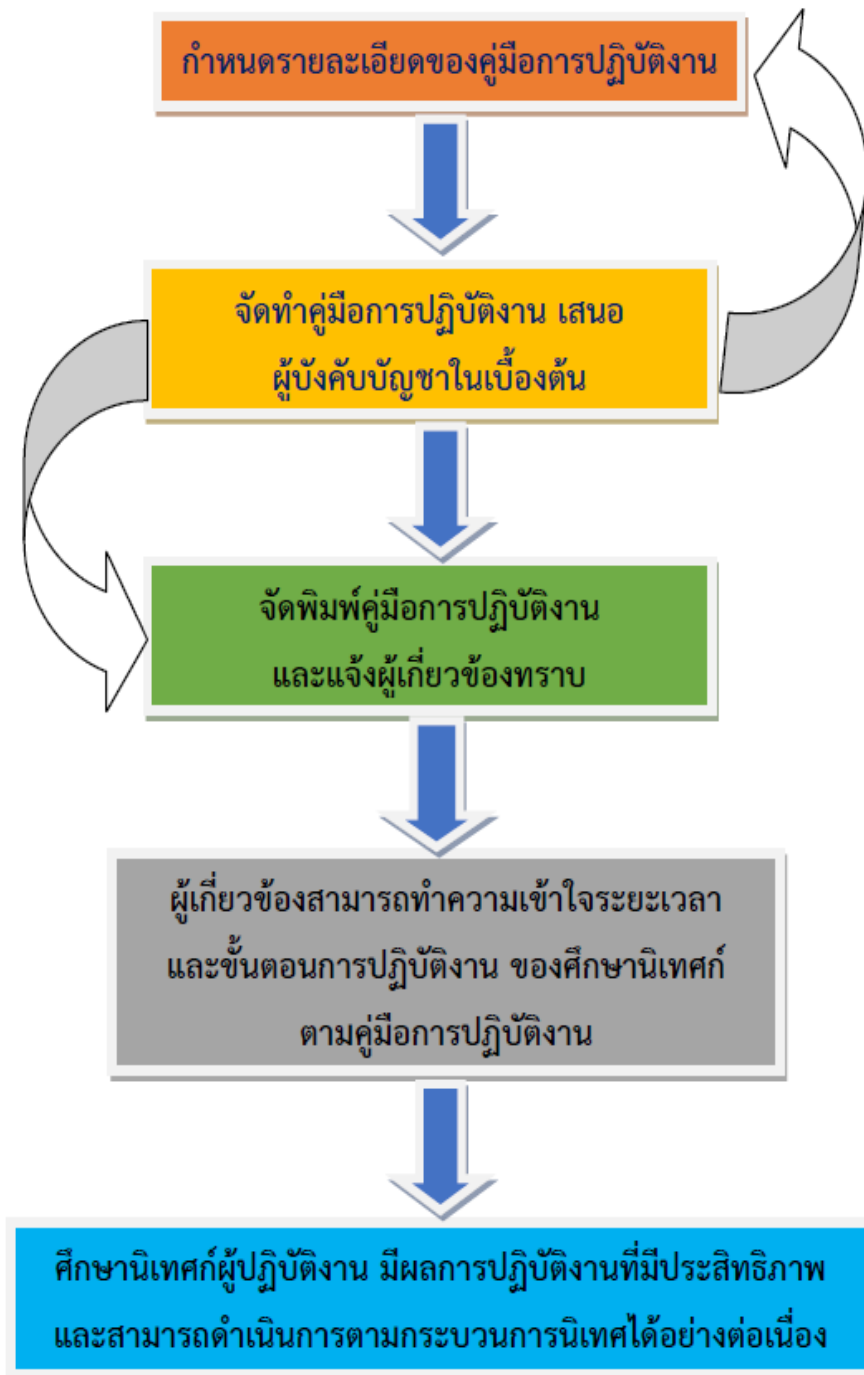 กำหนดรายละเอียดของคู่มือการปฏิบัติงาน
จัดทำคู่มือการปฏิบัติงาน เสนอ
ผู้บังคับบัญชาในเบื้องต้น
จัดพิมพ์คู่มือการปฏิบัติงาน
และแจ้งผู้เกี่ยวข้องทราบ
ผู้เกี่ยวข้องสามารถทำความเข้าใจระยะเวลา
และขั้นตอนการปฏิบัติงาน ของศึกษานิเทศก์
ตามคู่มือการปฏิบัติงาน
ศึกษานิเทศก์ผู้ปฏิบัติงาน มีผลการปฏิบัติงานที่มีประสิทธิภาพ
และสามารถดำเนินการตามกระบวนการนิเทศได้อย่างต่อเนื่อง